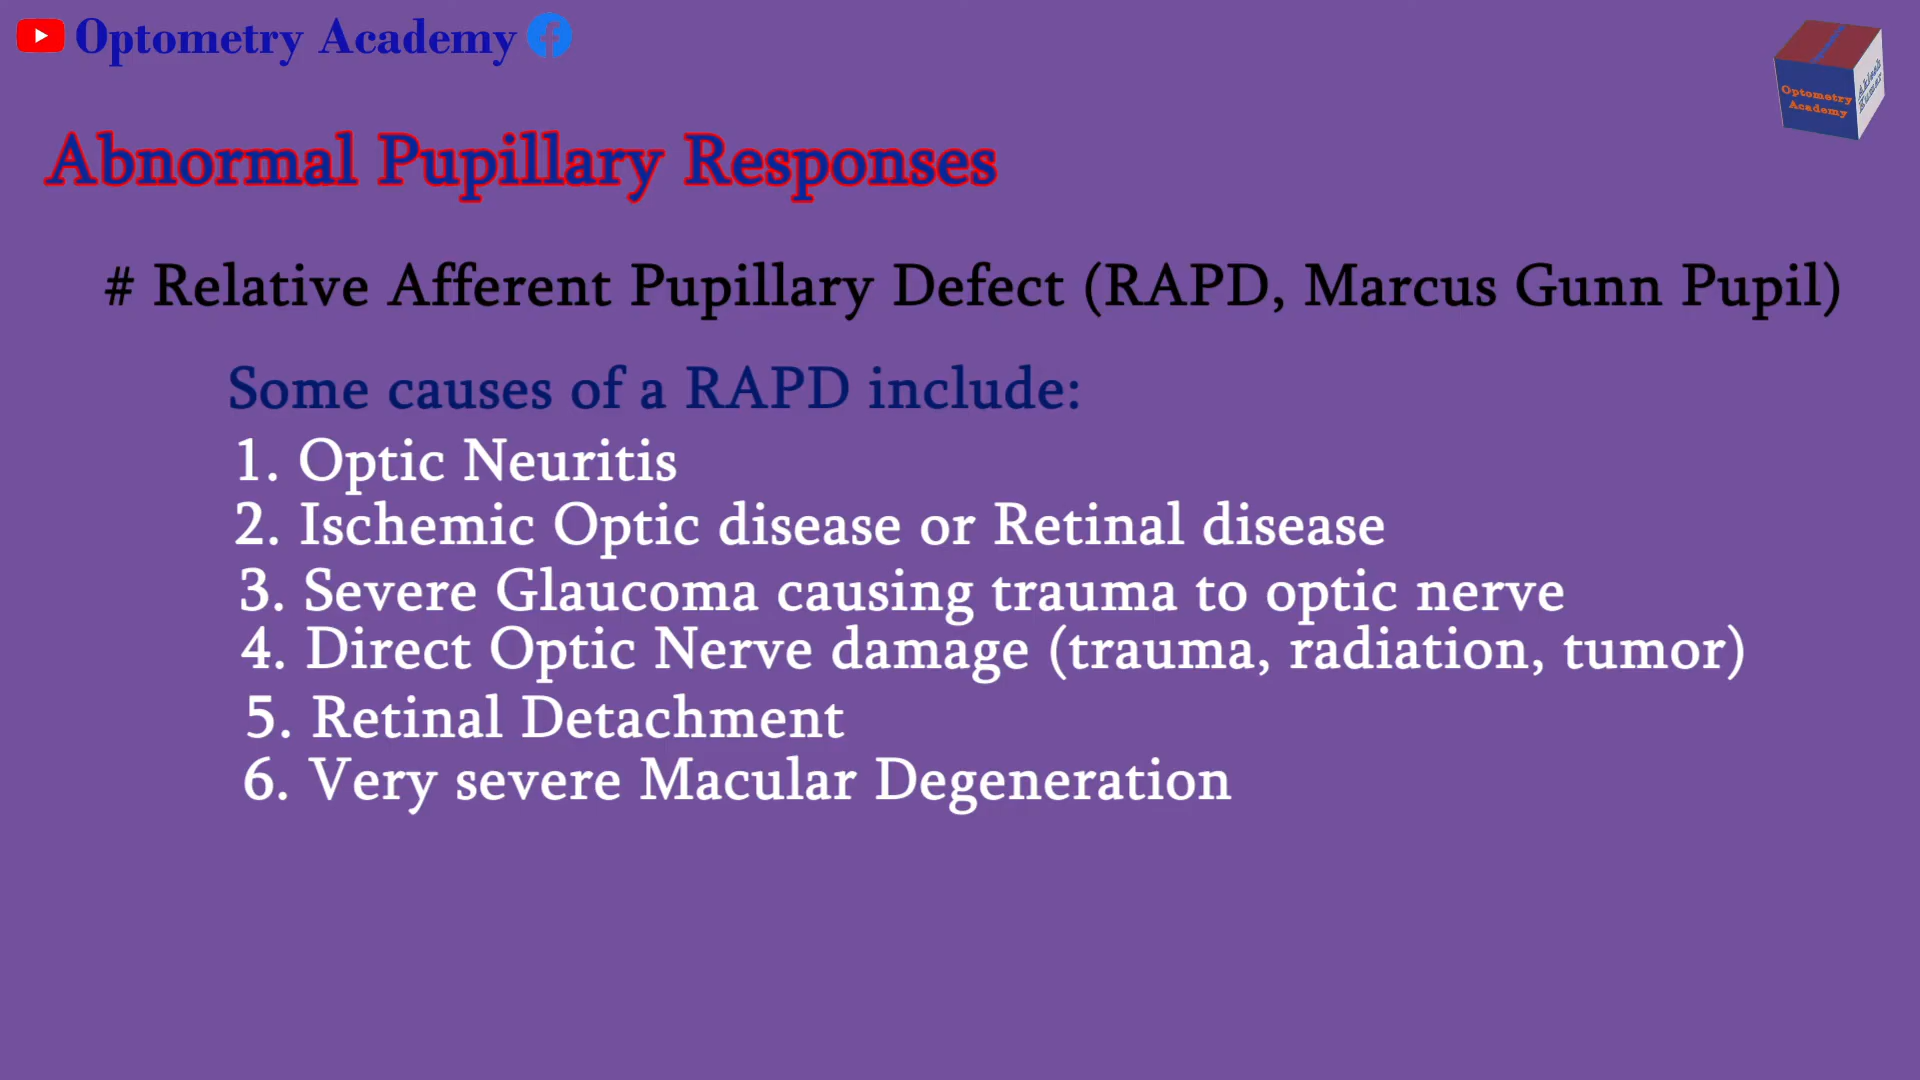 Optometry Academy
Optometry
Academy
Abnormal Pupillary Responses
# Relative Afferent Pupillary Defect (RAPD, Marcus Gunn Pupil)
Some causes of a RAPD include:
1. Optic Neuritis
2. Ischemic Optic disease or Retinal disease
3. Severe Glaucoma causing trauma to optic nerve
4. Direct Optic Nerve damage (trauma, radiation, tumor)
5. Retinal Detachment
6. Very severe Macular Degeneration